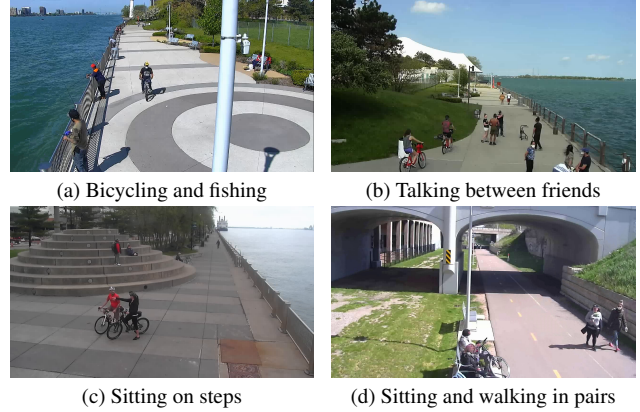 (a) Bicycling and fishing
(b) Talking between friends
(c) Sitting on steps
(d) Sitting and walking in pairs